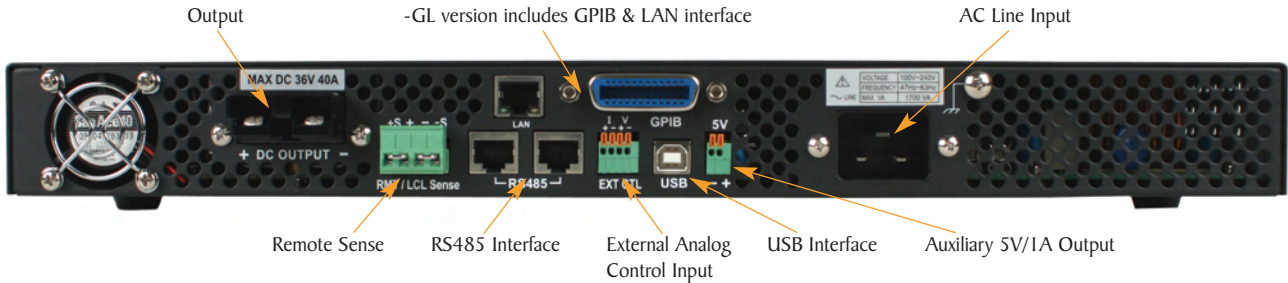 Output
-GL version includes GPIB & LAN interface
AC Line Input
MAX DC 36V 40A
VOLTAGE 100V~240V
FREQUENCY 47Hz~63Hz
LINE MAX VA 1700 VA
LAN
GPIB
5V
I V
+ - + -
+S + - -S
+ DC OUTPUT -
RMT / LCL Sense
RS485
EXT CTL
USB
- +
Remote Sense
RS485 Interface
External Analog
Control Input
USB Interface
Auxiliary 5V/1A Output